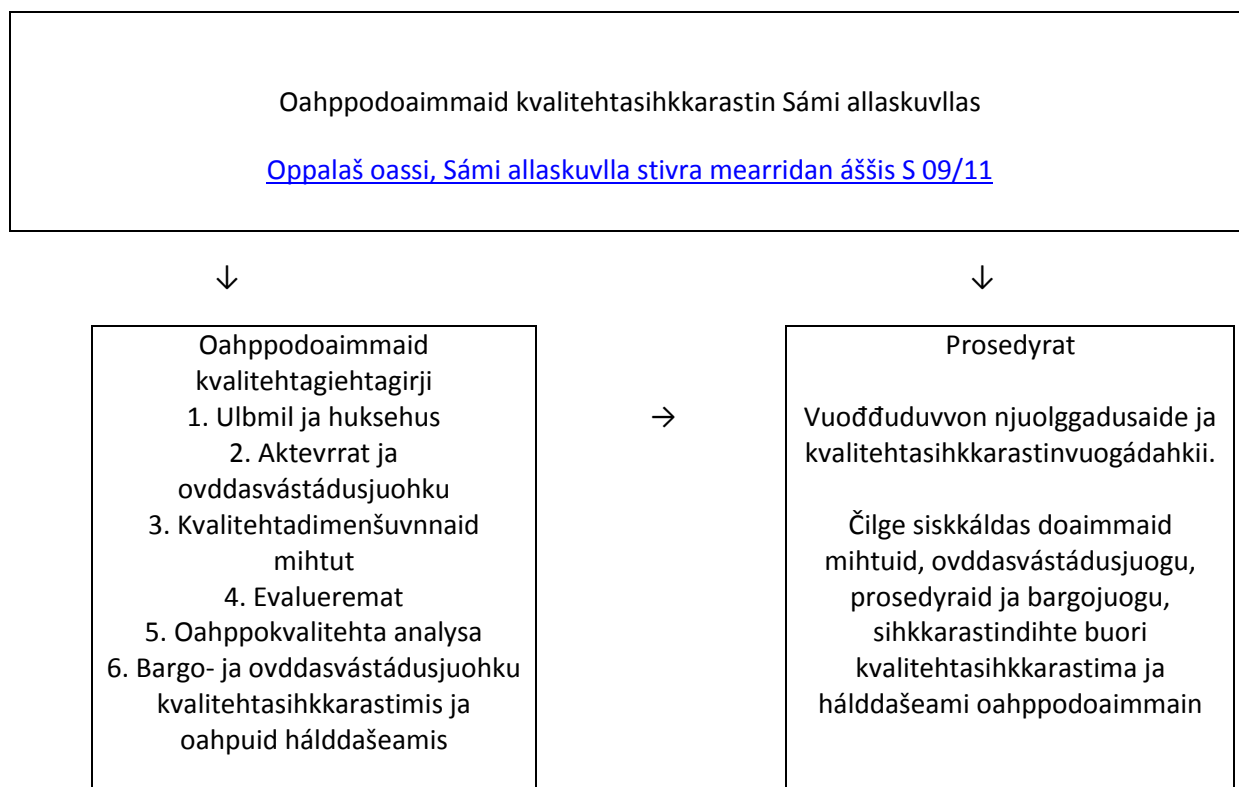 Oahppodoaimmaid kvalitehtasihkkarastin Sámi allaskuvllas
Oppalaš oassi, Sámi allaskuvlla stivra mearridan áššis S 09/11
↓
↓
Oahppodoaimmaid
kvalitehtagiehtagirji
1. Ulbmil ja huksehus
2. Aktevrrat ja
ovddasvástádusjuohku
3. Kvalitehtadimenšuvnnaid
mihtut
4. Evalueremat
5. Oahppokvalitehta analysa
6. Bargo- ja ovddasvástádusjuohku
kvalitehtasihkkarastimis ja
oahpuid hálddašeamis
→
Prosedyrat
Vuođđuduvvon njuolggadusaide ja
kvalitehtasihkkarastinvuogádahkii.
Čilge siskkáldas doaimmaid
mihtuid, ovddasvástádusjuogu,
prosedyraid ja bargojuogu,
sihkkarastindihte buori
kvalitehtasihkkarastima ja
hálddašeami oahppodoaimmain